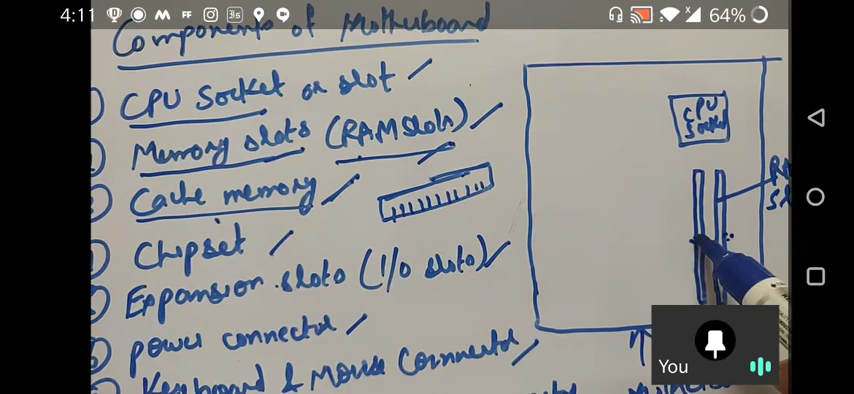 4:11
64%
Components of Motherboard
CPU Socket or slot
Memory slots (RAM Slots)
Cache memory
Chipset
Expansion slots (I/O slots)
Power connector
Keyboard & Mouse Connector
CPU
Socket
You